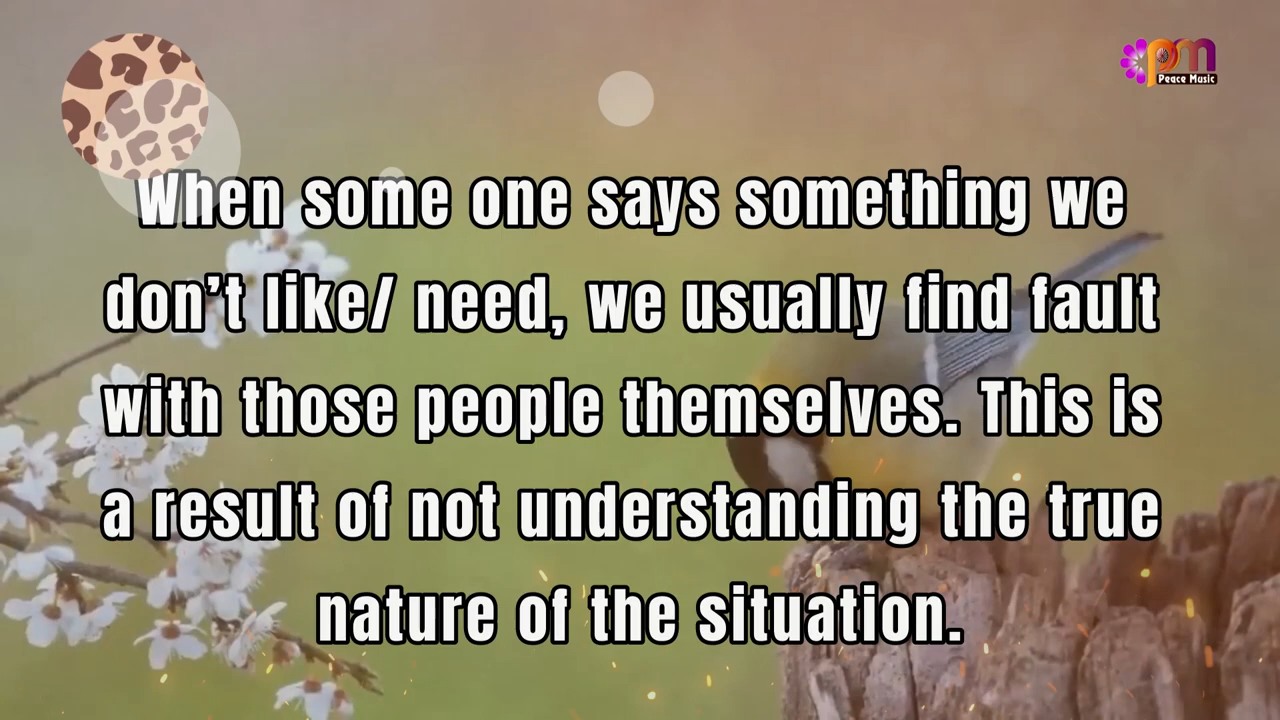 pm
Peace Music
When some one says something we
don’t like/ need, we usually find fault
with those people themselves. This is
a result of not understanding the true
nature of the situation.